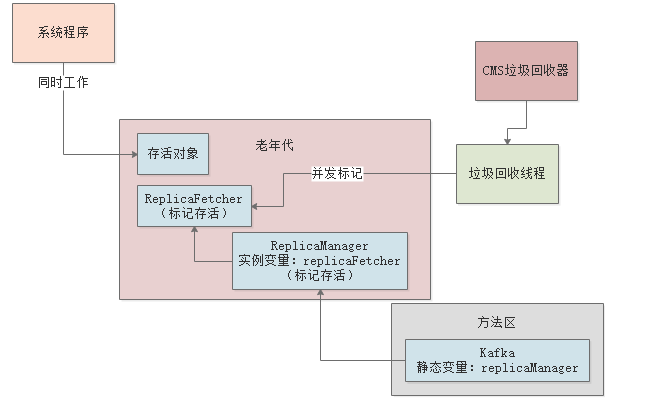 系统程序
同时工作
CMS垃圾回收器
老年代
存活对象
并发标记
垃圾回收线程
ReplicaFetcher
（标记存活）
ReplicaManager
实例变量：replicaFetcher
（标记存活）
方法区
Kafka
静态变量：replicaManager